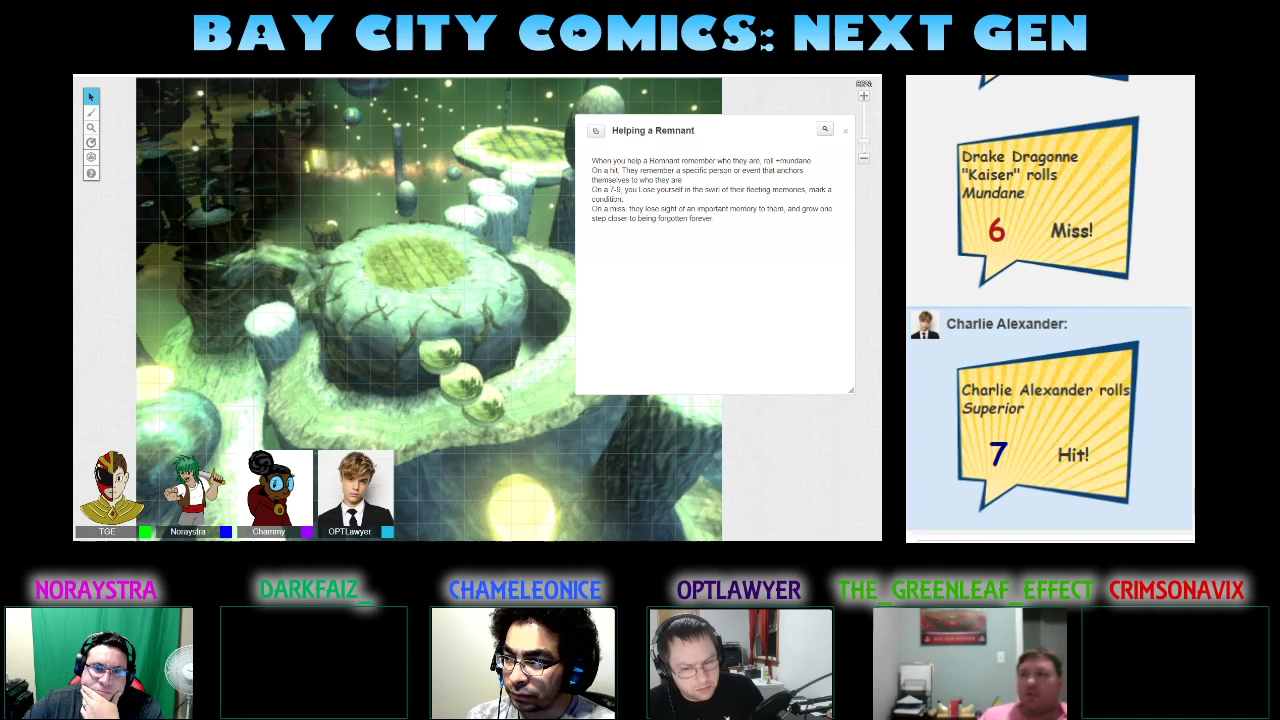 BAY CITY COMICS: NEXT GEN
Helping a Remnant
When you help a Remnant remember who they are, roll +mundane.
On a hit, They remember a specific person or event that anchors
themselves to who they are
On a 7-9, you Lose yourself in the swirl of their fleeting memories, mark a
condition.
On a miss, they lose sight of an important memory to them, and grow one
step closer to being forgotten forever.
Drake Dragonne
"Kaiser" rolls
Mundane
6 Miss!
Charlie Alexander:
Charlie Alexander rolls
Superior
7 Hit!
TGE
Noraystra
Chammy
OPTLawyer
NORAYSTRA
DARKFAIZ_
CHAMELEONICE
OPTLAWYER
THE_GREENLEAF_EFFECT
CRIMSONAVIX